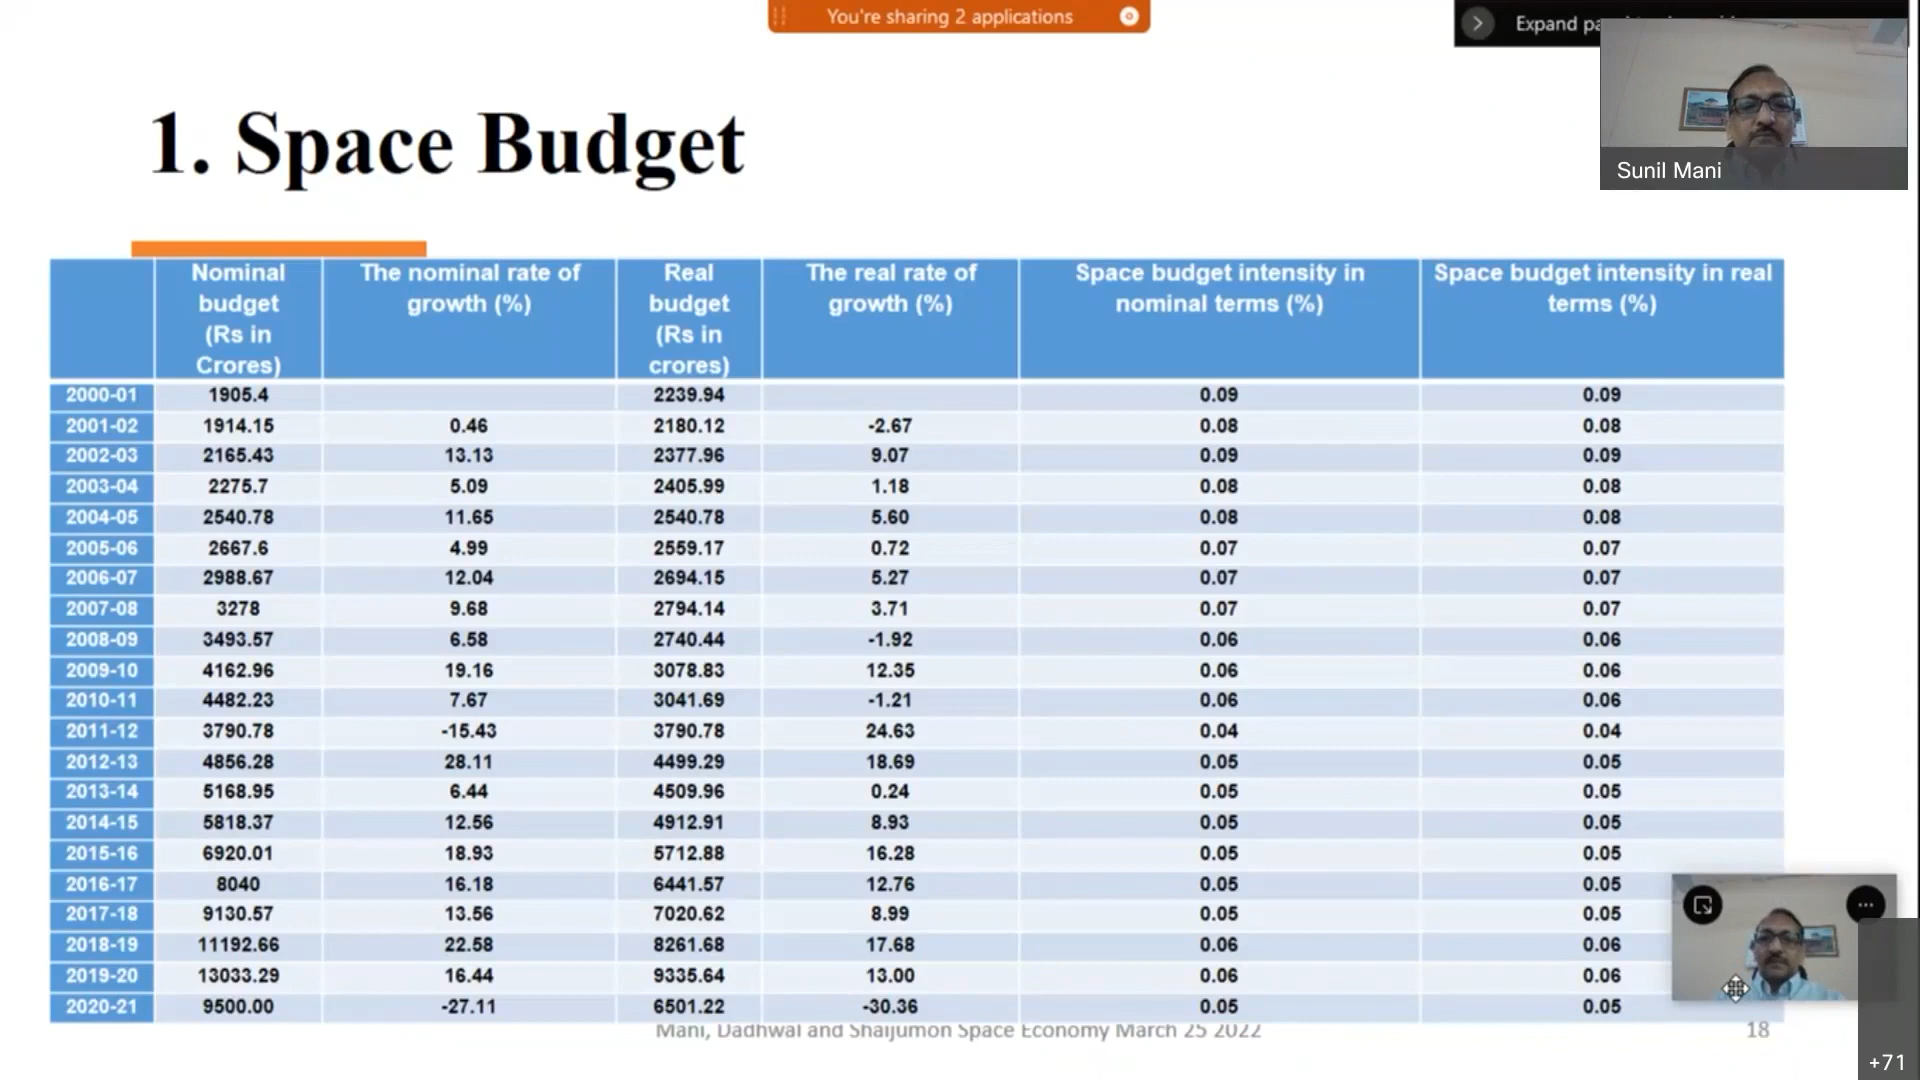 You're sharing 2 applications
Expand pa
Sunil Mani
1. Space Budget
Nominal budget (Rs in Crores) The nominal rate of growth (%) Real budget (Rs in crores) The real rate of growth (%) Space budget intensity in nominal terms (%) Space budget intensity in real terms (%)
2000-01 1905.4 2239.94 0.09 0.09
2001-02 1914.15 0.46 2180.12 -2.67 0.08 0.08
2002-03 2165.43 13.13 2377.96 9.07 0.09 0.09
2003-04 2275.7 5.09 2405.99 1.18 0.08 0.08
2004-05 2540.78 11.65 2540.78 5.60 0.08 0.08
2005-06 2667.6 4.99 2559.17 0.72 0.07 0.07
2006-07 2988.67 12.04 2694.15 5.27 0.07 0.07
2007-08 3278 9.68 2794.14 3.71 0.07 0.07
2008-09 3493.57 6.58 2740.44 -1.92 0.06 0.06
2009-10 4162.96 19.16 3078.83 12.35 0.06 0.06
2010-11 4482.23 7.67 3041.69 -1.21 0.06 0.06
2011-12 3790.78 -15.43 3790.78 24.63 0.04 0.04
2012-13 4856.28 28.11 4499.29 18.69 0.05 0.05
2013-14 5168.95 6.44 4509.96 0.24 0.05 0.05
2014-15 5818.37 12.56 4912.91 8.93 0.05 0.05
2015-16 6920.01 18.93 5712.88 16.28 0.05 0.05
2016-17 8040 16.18 6441.57 12.76 0.05 0.05
2017-18 9130.57 13.56 7020.62 8.99 0.05 0.05
2018-19 11192.66 22.58 8261.68 17.68 0.06 0.06
2019-20 13033.29 16.44 9335.64 13.00 0.06 0.06
2020-21 9500.00 -27.11 6501.22 -30.36 0.05 0.05
Mani, Dadhwal and Shaijumon Space Economy March 25 2022 18
+71